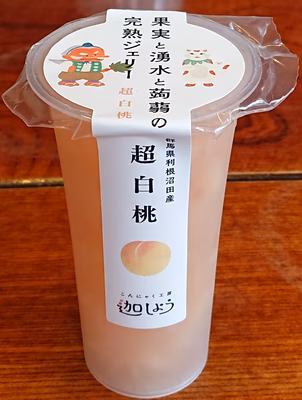 果実と湧水と蒟蒻の
完熟ジェリー 超白桃
群馬県利根沼田産
超白桃
こんにゃく工房
迦しょう